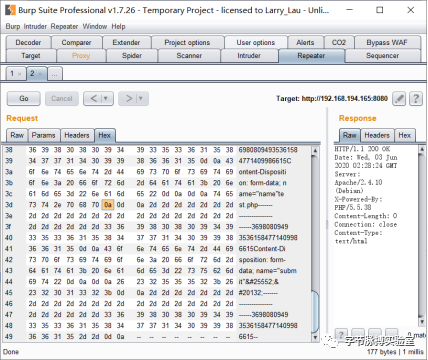 Burp Suite Professional v1.7.26 - Temporary Project - licensed to Larry_Lau - Unli...
Burp Intruder Repeater Window Help
Decoder Comparer Extender Project options User options Alerts CO2 Bypass WAF
Target Proxy Spider Scanner Intruder Repeater Sequencer
1 × 2 × ...
Go Cancel < | ▾ > | ▾ Target: http://192.168.194.165:8080 ?
Request
Raw Params Headers Hex
38 36 39 38 30 38 30 39 34 39 33 35 33 36 31 35 38 6980809493536158
39 34 37 37 31 34 30 39 39 38 36 36 31 35 0d 0a 43
3a 6f 6e 74 65 6e 74 2d 44 69 73 70 6f 73 69 74 69 ontent-Dispositi
3b 6f 6e 3a 20 66 6f 72 6d 2d 64 61 74 61 3b 20 6e on: form-data; n
3c 61 6d 65 3d 22 6e 61 6d 65 22 0d 0a 0d 0a 74 65 ame="name"te
3d 73 74 2e 70 68 70 0a 0d 0a 2d 2d 2d 2d 2d 2d 2d st.php-------
3e 2d 2d 2d 2d 2d 2d 2d 2d 2d 2d 2d 2d 2d 2d 2d 2d
3f 2d 2d 2d 2d 2d 2d 33 36 39 38 30 38 30 39 34 39 ------3698080949
40 33 35 33 36 31 35 38 34 37 37 31 34 30 39 39 38 3536158477140998
41 36 36 31 35 0d 0a 43 6f 6e 74 65 6e 74 2d 44 69 6615Content-Di
42 73 70 6f 73 69 74 69 6f 6e 3a 20 66 6f 72 6d 2d sposition: form-
43 64 61 74 61 3b 20 6e 61 6d 65 3d 22 73 75 62 6d data; name="subm
44 69 74 22 0d 0a 0d 0a 26 23 32 35 35 35 32 3b 26 it"&#25552;&
45 23 32 30 31 33 32 3b 0d 0a 2d 2d 2d 2d 2d 2d 2d #20132;-------
46 2d 2d 2d 2d 2d 2d 2d 2d 2d 2d 2d 2d 2d 2d 2d 2d
47 2d 2d 2d 2d 2d 2d 33 36 39 38 30 38 30 39 34 39 ------3698080949
48 33 35 33 36 31 35 38 34 37 37 31 34 30 39 39 38 3536158477140998
49 36 36 31 35 2d 2d 0d 0a -- -- -- -- -- -- -- -- 6615--
Response
Raw Headers Hex
HTTP/1.1 200 OK
Date: Wed, 03 Jun
2020 02:28:24 GMT
Server:
Apache/2.4.10
(Debian)
X-Powered-By:
PHP/5.5.38
Content-Length: 0
Connection: close
Content-Type:
text/html
字节脉搏实验室
Done
177 bytes | 1 millis